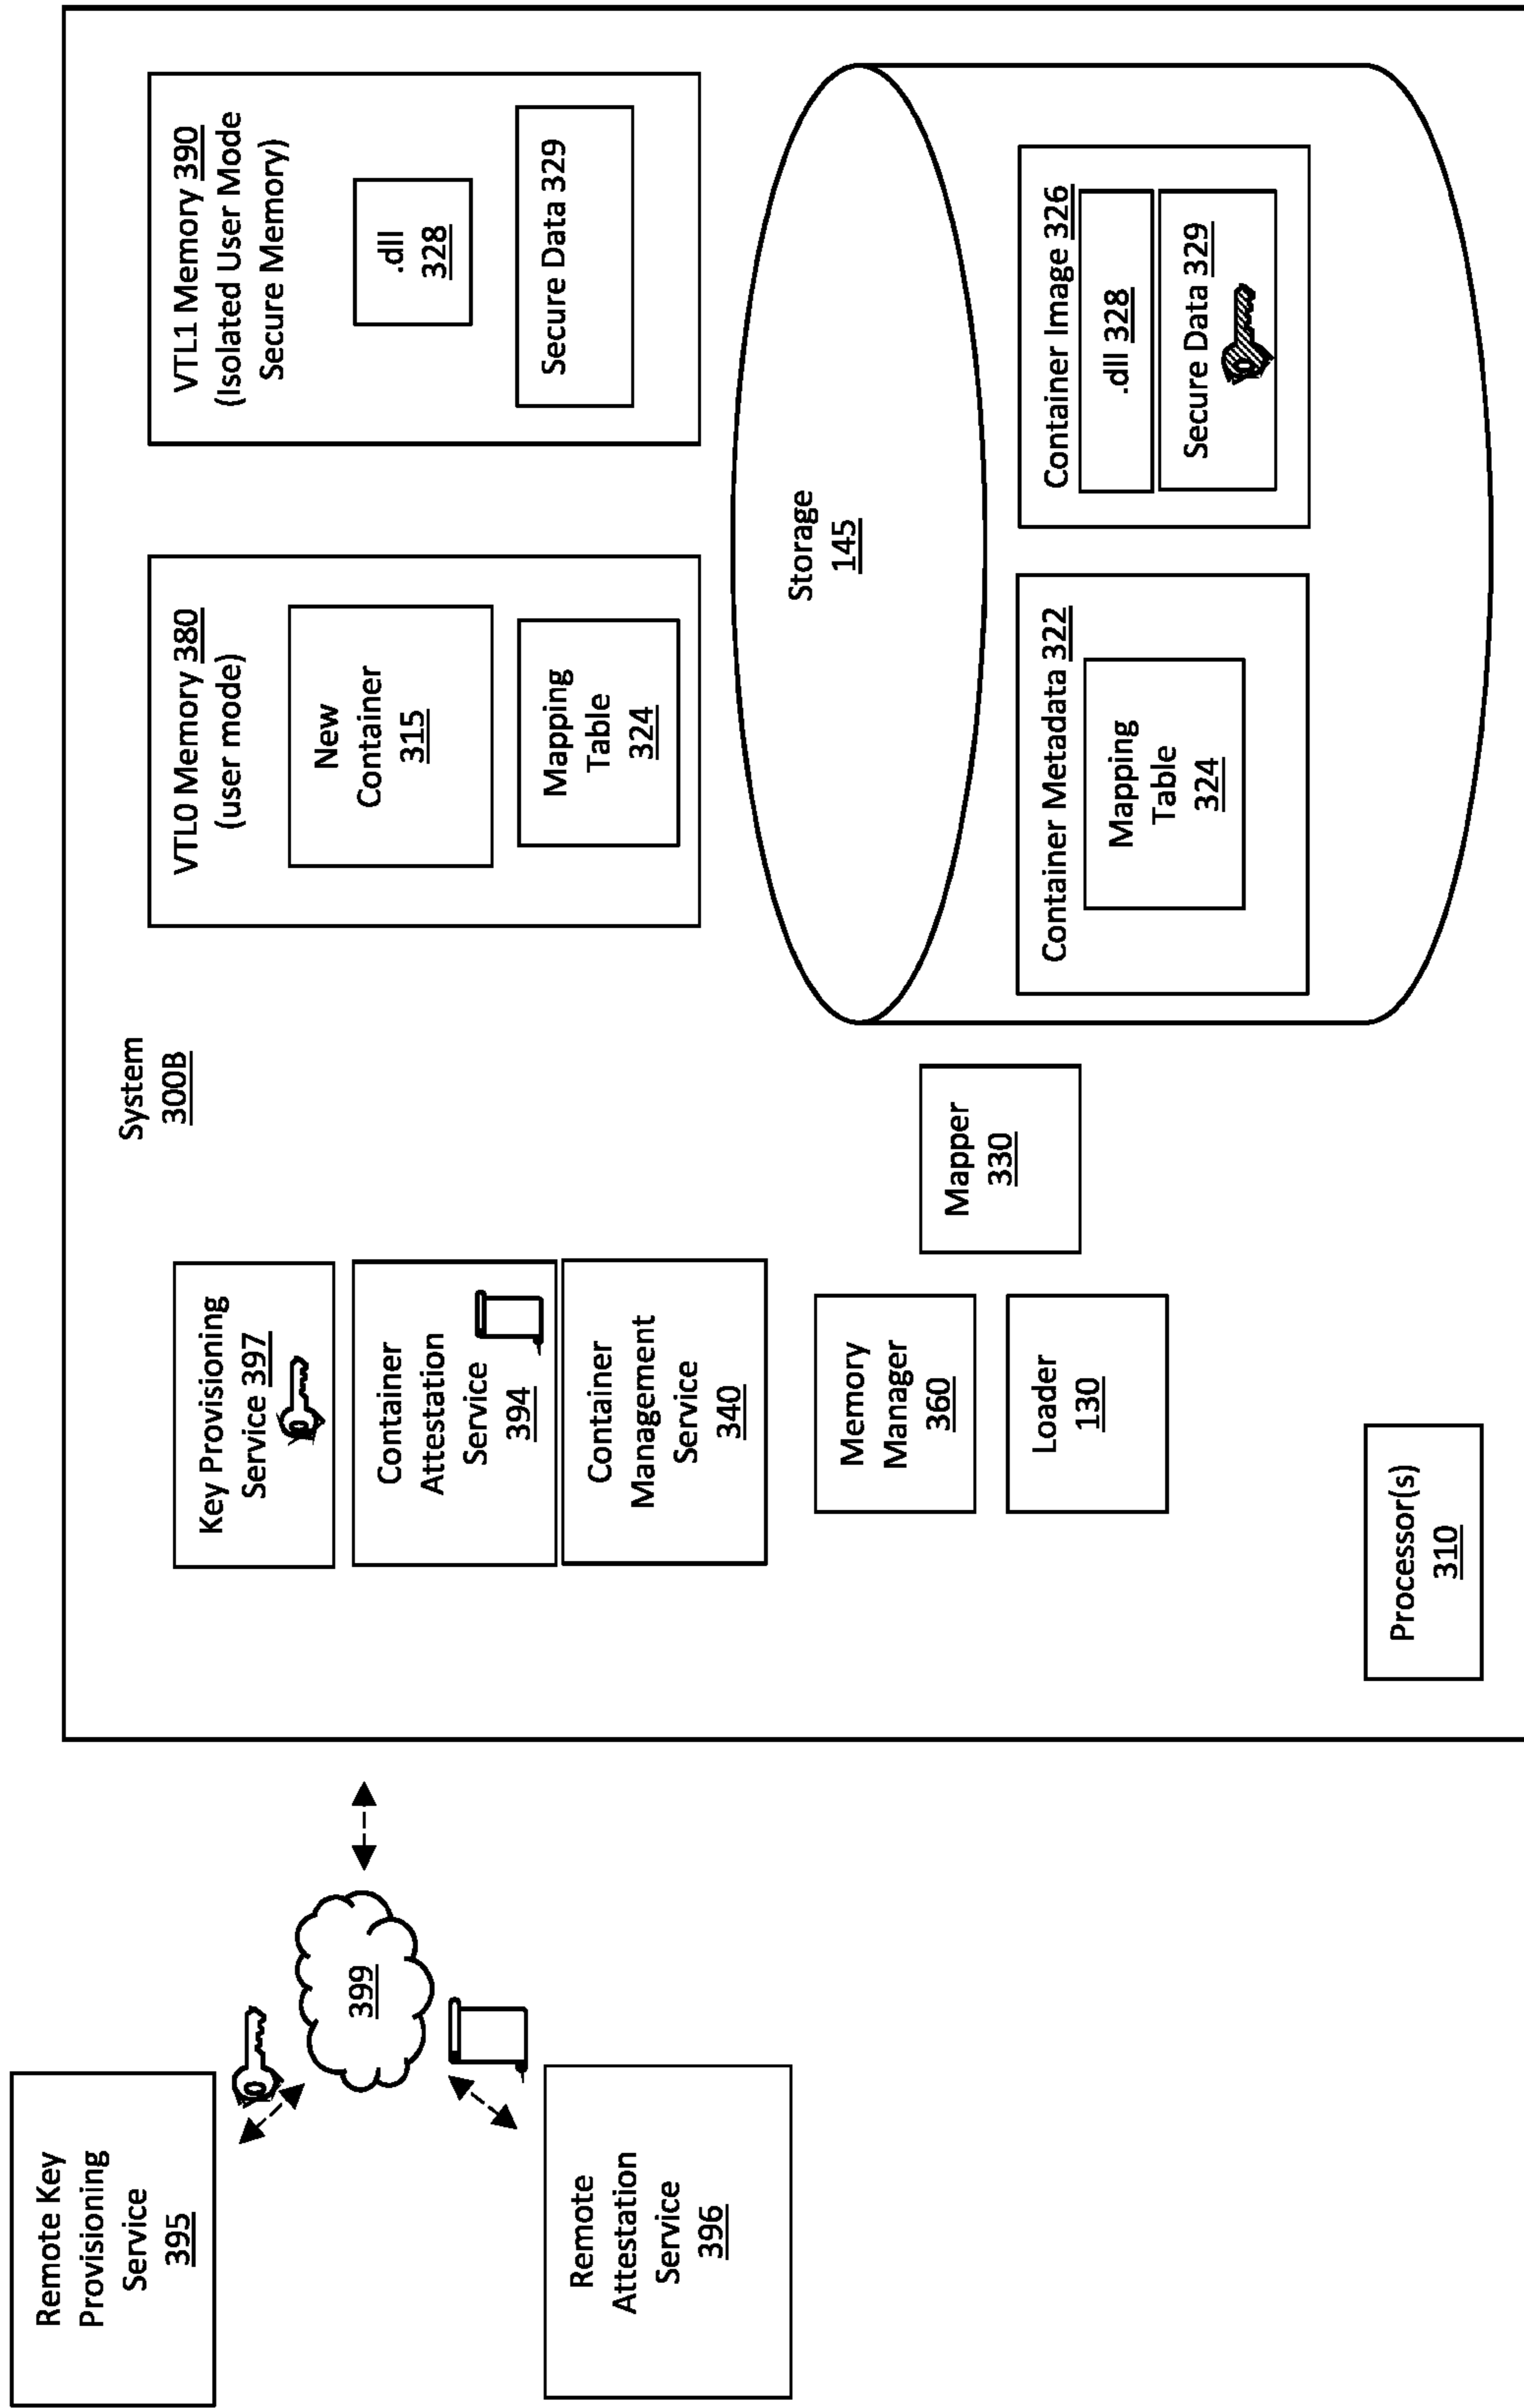 Remote Key
Provisioning
Service
395
Remote
Attestation
Service
396
399
System
300B
Key Provisioning
Service 397
Container
Attestation
Service
394
Container
Management
Service
340
Memory
Manager
360
Loader
130
Mapper
330
Processor(s)
310
VTL0 Memory 380
(user mode)
New
Container
315
Mapping
Table
324
VTL1 Memory 390
(Isolated User Mode
Secure Memory)
.dll
328
Secure Data 329
Storage
145
Container Metadata 322
Mapping
Table
324
Container Image 326
.dll 328
Secure Data 329